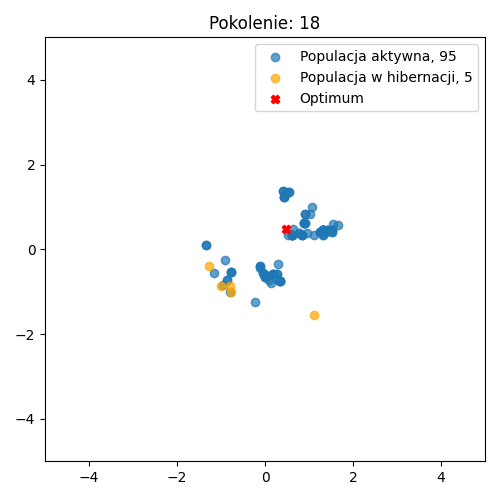 Pokolenie: 18
Populacja aktywna, 95
Populacja w hibernacji, 5
Optimum
4
2
0
−2
−4
−4 −2 0 2 4